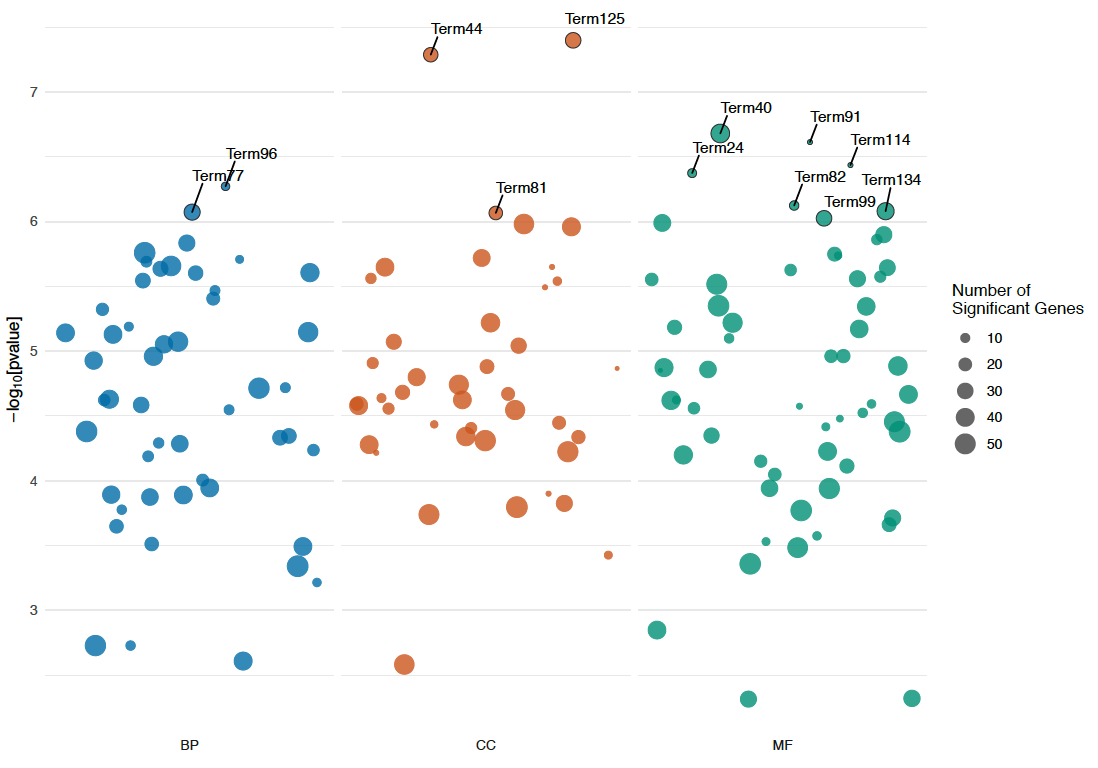 Term125
Term44
7
Term40
Term91
Term114
Term96
Term24
Term77
Term82
Term134
Term81
Term99
6
Number of
Significant Genes
10
20
30
40
50
5
−log10[pvalue]
4
3
BP
CC
MF